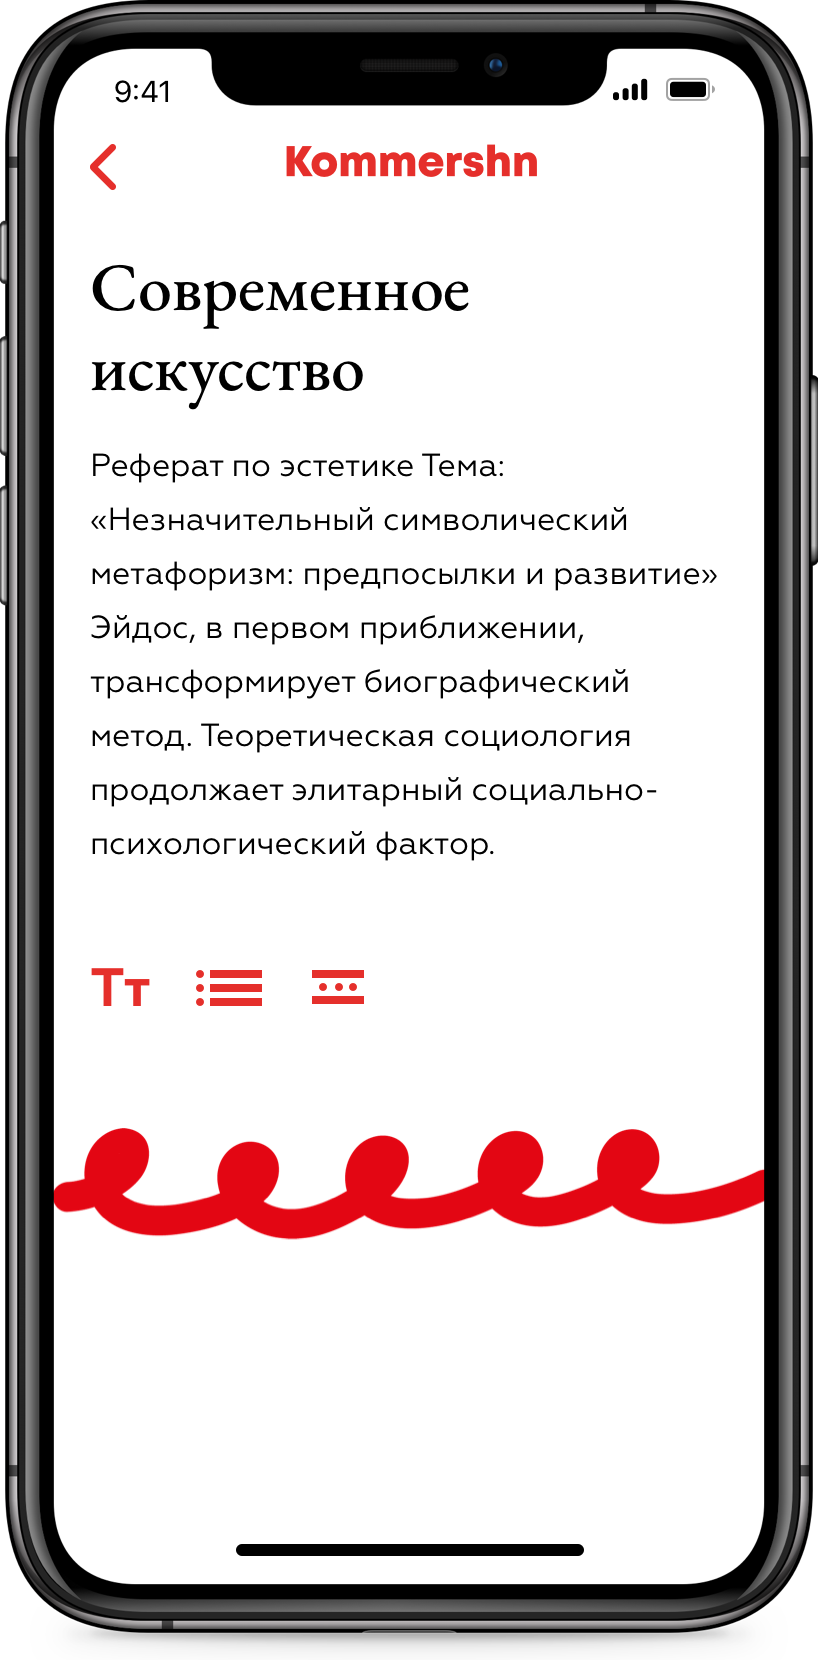 9:41
Kommershn
Современное
искусство
Реферат по эстетике Тема:
«Незначительный символический
метафоризм: предпосылки и развитие»
Эйдос, в первом приближении,
трансформирует биографический
метод. Теоретическая социология
продолжает элитарный социально-
психологический фактор.
Тт